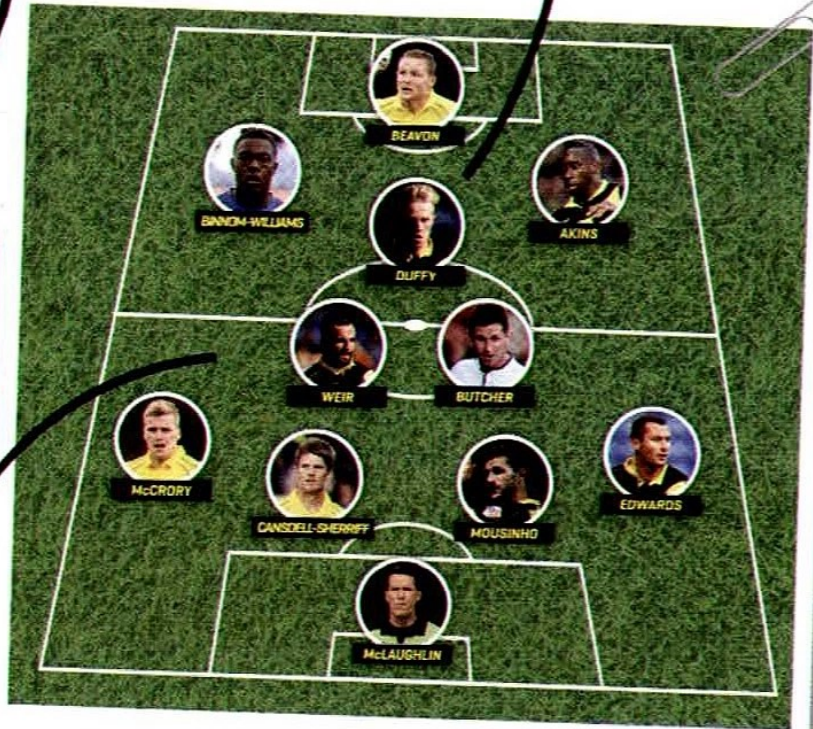 BEAVON
BINNOM-WILLIAMS
AKINS
DUFFY
WEIR
BUTCHER
McCRORY
EDWARDS
CANSDELL-SHERRIFF
MOUSINHO
McLAUGHLIN